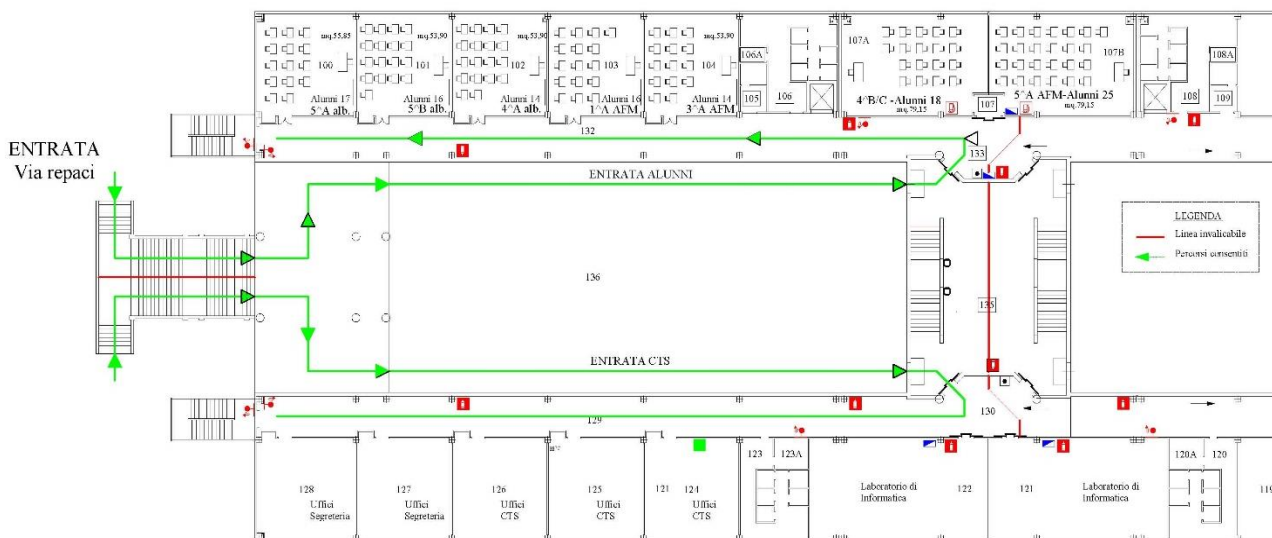 mq.55,85
mq.53,90
mq.53,90
mq.53,90
100
101
102
103
104
Alunni 17
5^A alb.
Alunni 16
5^B alb.
Alunni 14
4^A alb.
Alunni 16
1^A AFM
Alunni 14
3^A AFM
106A
105
106
107A
4^B/C -Alunni 18
mq.79,15
107
107B
5^A AFM-Alunni 25
mq.79,15
108A
108
109
132
133
ENTRATA
Via repaci
ENTRATA ALUNNI
136
135
LEGENDA
Linea invalicabile
Percorsi consentiti
ENTRATA CTS
129
130
128
Uffici
Segreteria
127
Uffici
Segreteria
126
Uffici
CTS
125
Uffici
CTS
121
124
Uffici
CTS
123
123A
Laboratorio di
Informatica
122
121
Laboratorio di
Informatica
120A
120
119